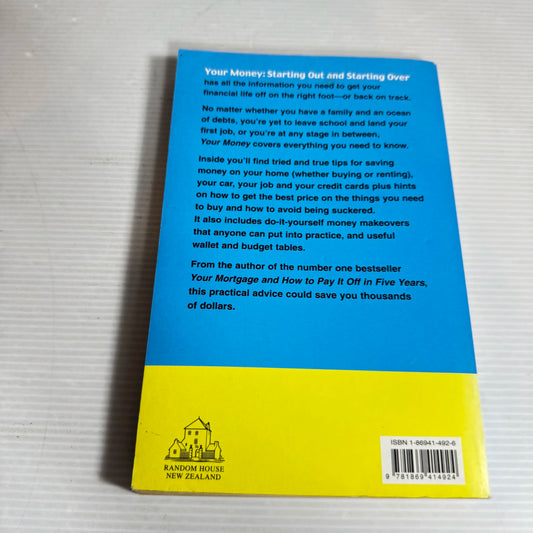 Your Money: Starting Out and Starting Over
has all the information you need to get your
financial life off on the right foot—or back on track.
No matter whether you have a family and an ocean
of debts, you're yet to leave school and land your
first job, or you're at any stage in between,
Your Money covers everything you need to know.
Inside you'll find tried and true tips for saving
money on your home (whether buying or renting),
your car, your job and your credit cards plus hints
on how to get the best price on the things you need
to buy and how to avoid being suckered.
It also includes do-it-yourself money makeovers
that anyone can put into practice, and useful
wallet and budget tables.
From the author of the number one bestseller
Your Mortgage and How to Pay It Off in Five Years,
this practical advice could save you thousands
of dollars.
RANDOM HOUSE
NEW ZEALAND
ISBN 1-86941-492-6
9 781869 414924